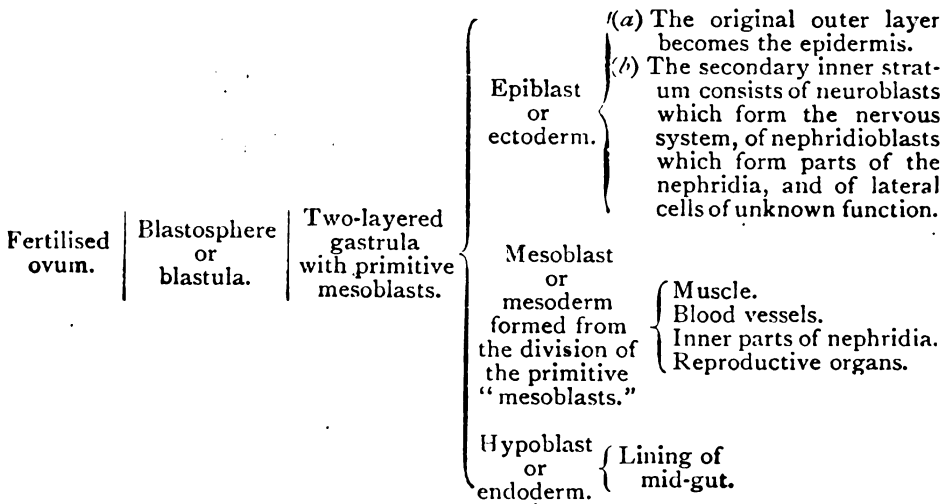 Fertilised
ovum.
Blastosphere
or
blastula.
Two-layered
gastrula
with primitive
mesoblasts.
Epiblast
or
ectoderm.
(a) The original outer layer
becomes the epidermis.
(b) The secondary inner strat-
um consists of neuroblasts
which form the nervous
system, of nephridioblasts
which form parts of the
nephridia, and of lateral
cells of unknown function.
Mesoblast
or
mesoderm
formed from
the division of
the primitive
“mesoblasts.”
Muscle.
Blood vessels.
Inner parts of nephridia.
Reproductive organs.
Hypoblast
or
endoderm.
Lining of
mid-gut.